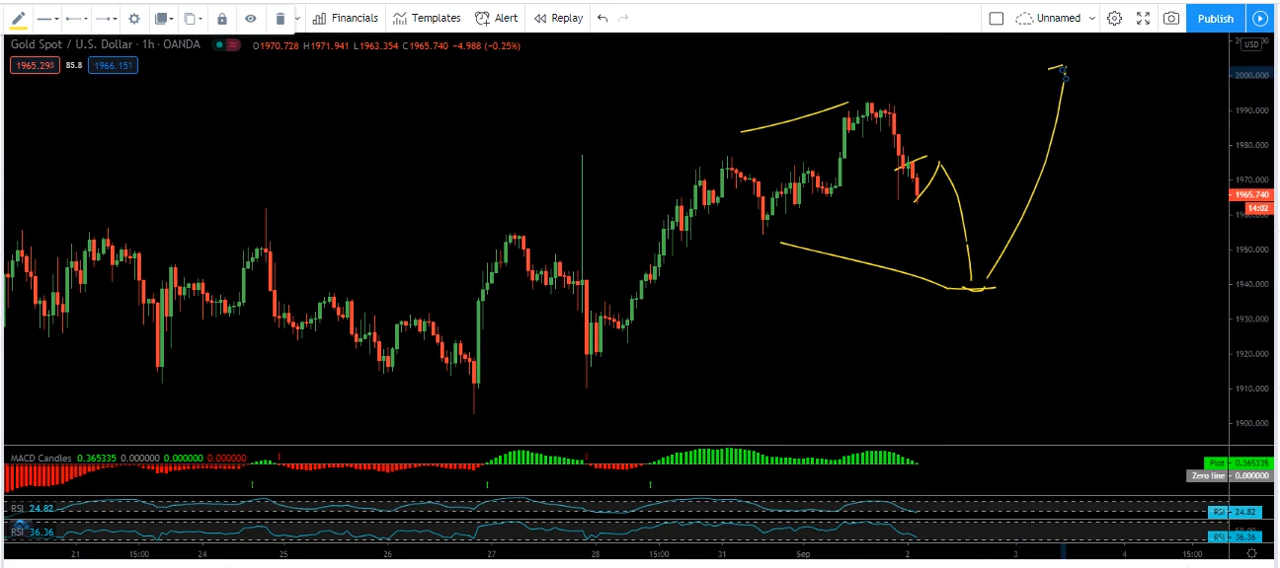 Financials Templates Alert Replay Unnamed Publish
Gold Spot / U.S. Dollar · 1h · OANDA O1970.728 H1971.941 L1963.354 C1965.740 −4.988 (−0.25%) USD
1965.293 85.8 1966.151
2000.000
1990.000
1980.000
1970.000
1965.740
14:02
1950.000
1940.000
1930.000
1920.000
1910.000
1900.000
MACD Candles 0.365335 0.000000 0.000000 0.000000
Plot 0.365335
Zero line 0.000000
RSI 24.82 RSI 24.82
RSI 36.36 RSI 36.36
21 15:00 24 25 26 27 28 15:00 31 Sep 2 3 4 15:00